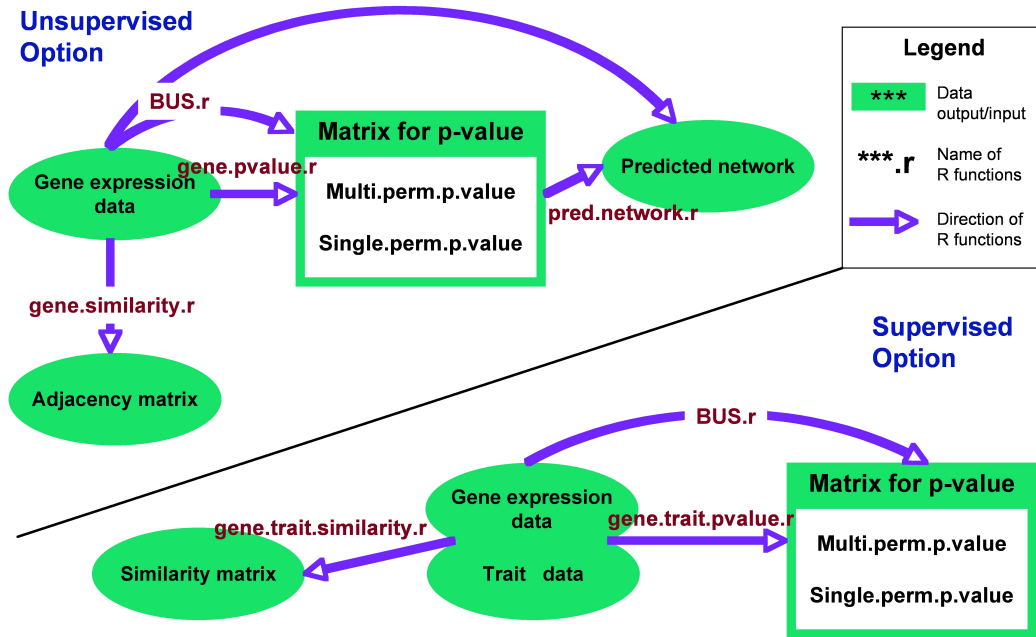 Unsupervised
Option
BUS.r
Matrix for p-value
gene.pvalue.r
Gene expression
data
Multi.perm.p.value
Single.perm.p.value
Predicted network
pred.network.r
gene.similarity.r
Adjacency matrix
Legend
***
Data
output/input
***.r
Name of
R functions
Direction of
R functions
Supervised
Option
BUS.r
Gene expression
data
Trait data
gene.trait.similarity.r
Similarity matrix
gene.trait.pvalue.r
Matrix for p-value
Multi.perm.p.value
Single.perm.p.value